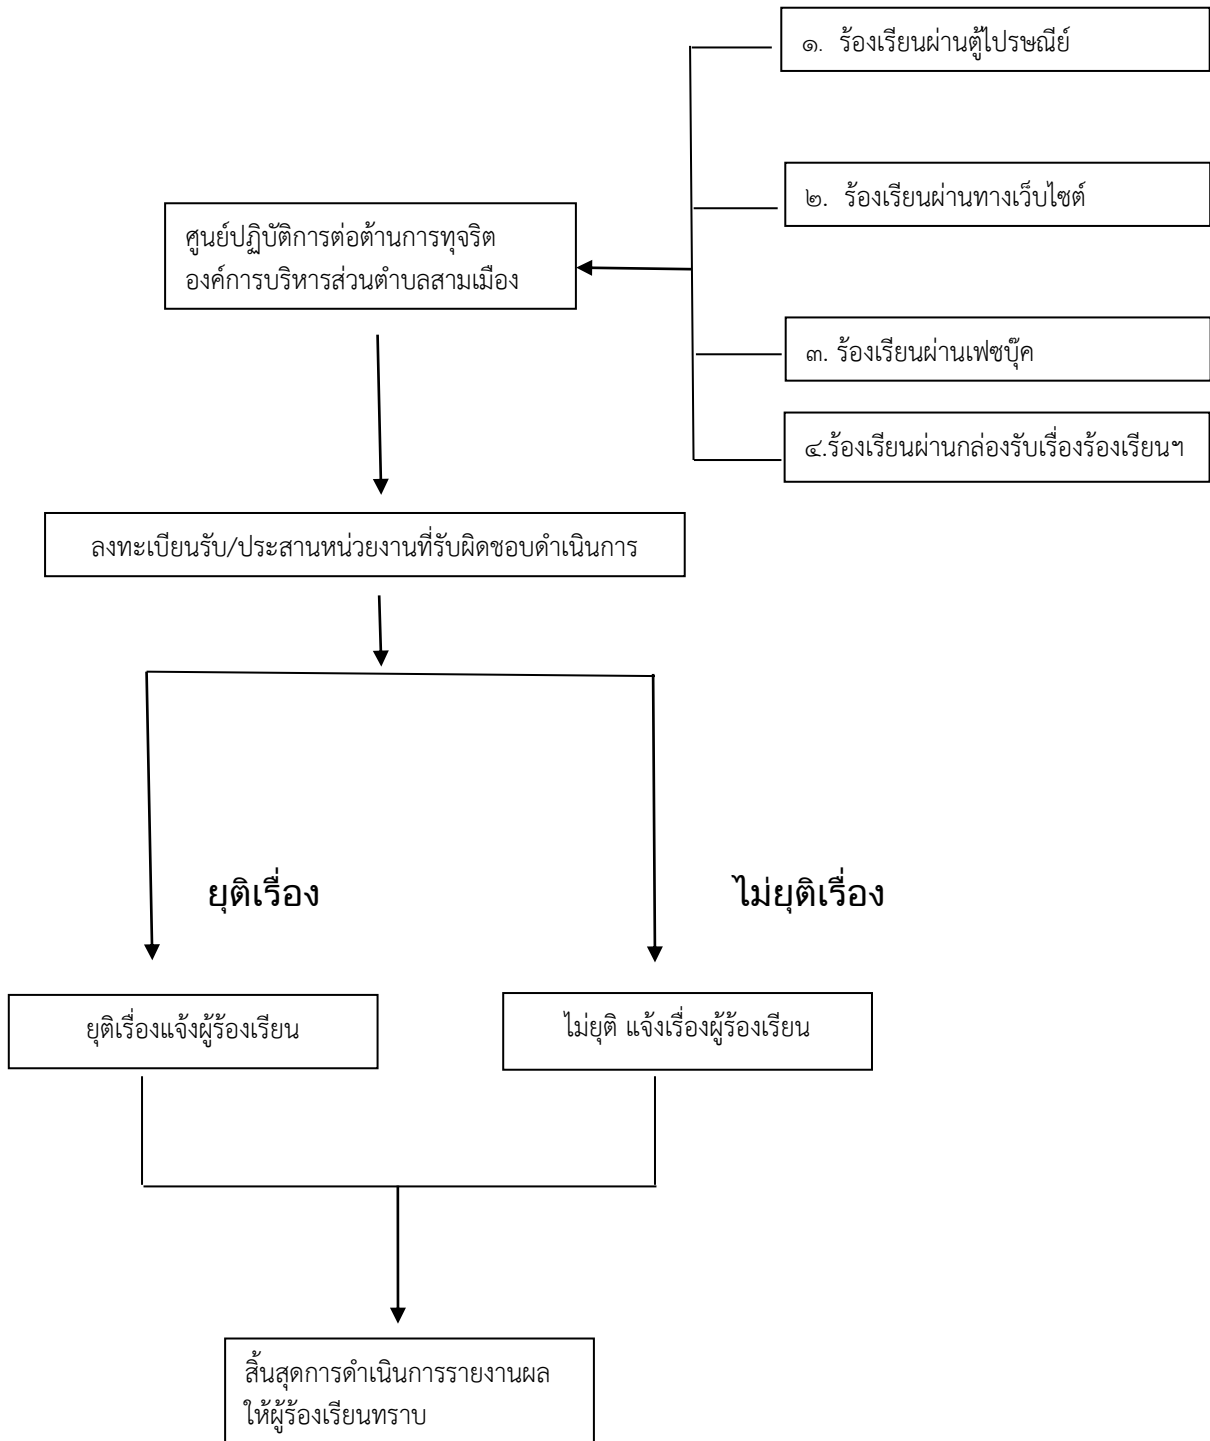 ๑. ร้องเรียนผ่านตู้ไปรษณีย์
๒. ร้องเรียนผ่านทางเว็บไซต์
ศูนย์ปฏิบัติการต่อต้านการทุจริต
องค์การบริหารส่วนตำบลสามเมือง
๓. ร้องเรียนผ่านเฟซบุ๊ค
๔.ร้องเรียนผ่านกล่องรับเรื่องร้องเรียนฯ
ลงทะเบียนรับ/ประสานหน่วยงานที่รับผิดชอบดำเนินการ
ยุติเรื่อง
ไม่ยุติเรื่อง
ยุติเรื่องแจ้งผู้ร้องเรียน
ไม่ยุติ แจ้งเรื่องผู้ร้องเรียน
สิ้นสุดการดำเนินการรายงานผล
ให้ผู้ร้องเรียนทราบ